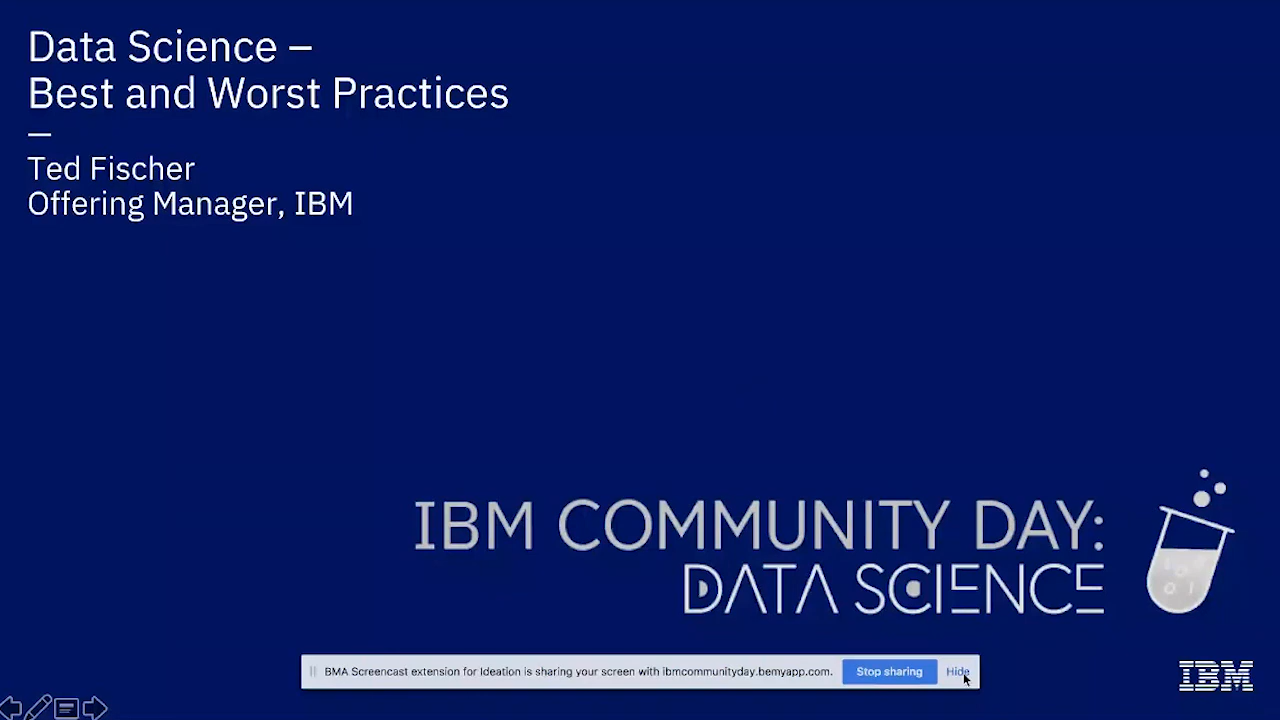 Data Science –
Best and Worst Practices
–
Ted Fischer
Offering Manager, IBM
IBM COMMUNITY DAY:
DATA SCIENCE
BMA Screencast extension for Ideation is sharing your screen with ibmcommunityday.bemyapp.com. Stop sharing Hide
IBM